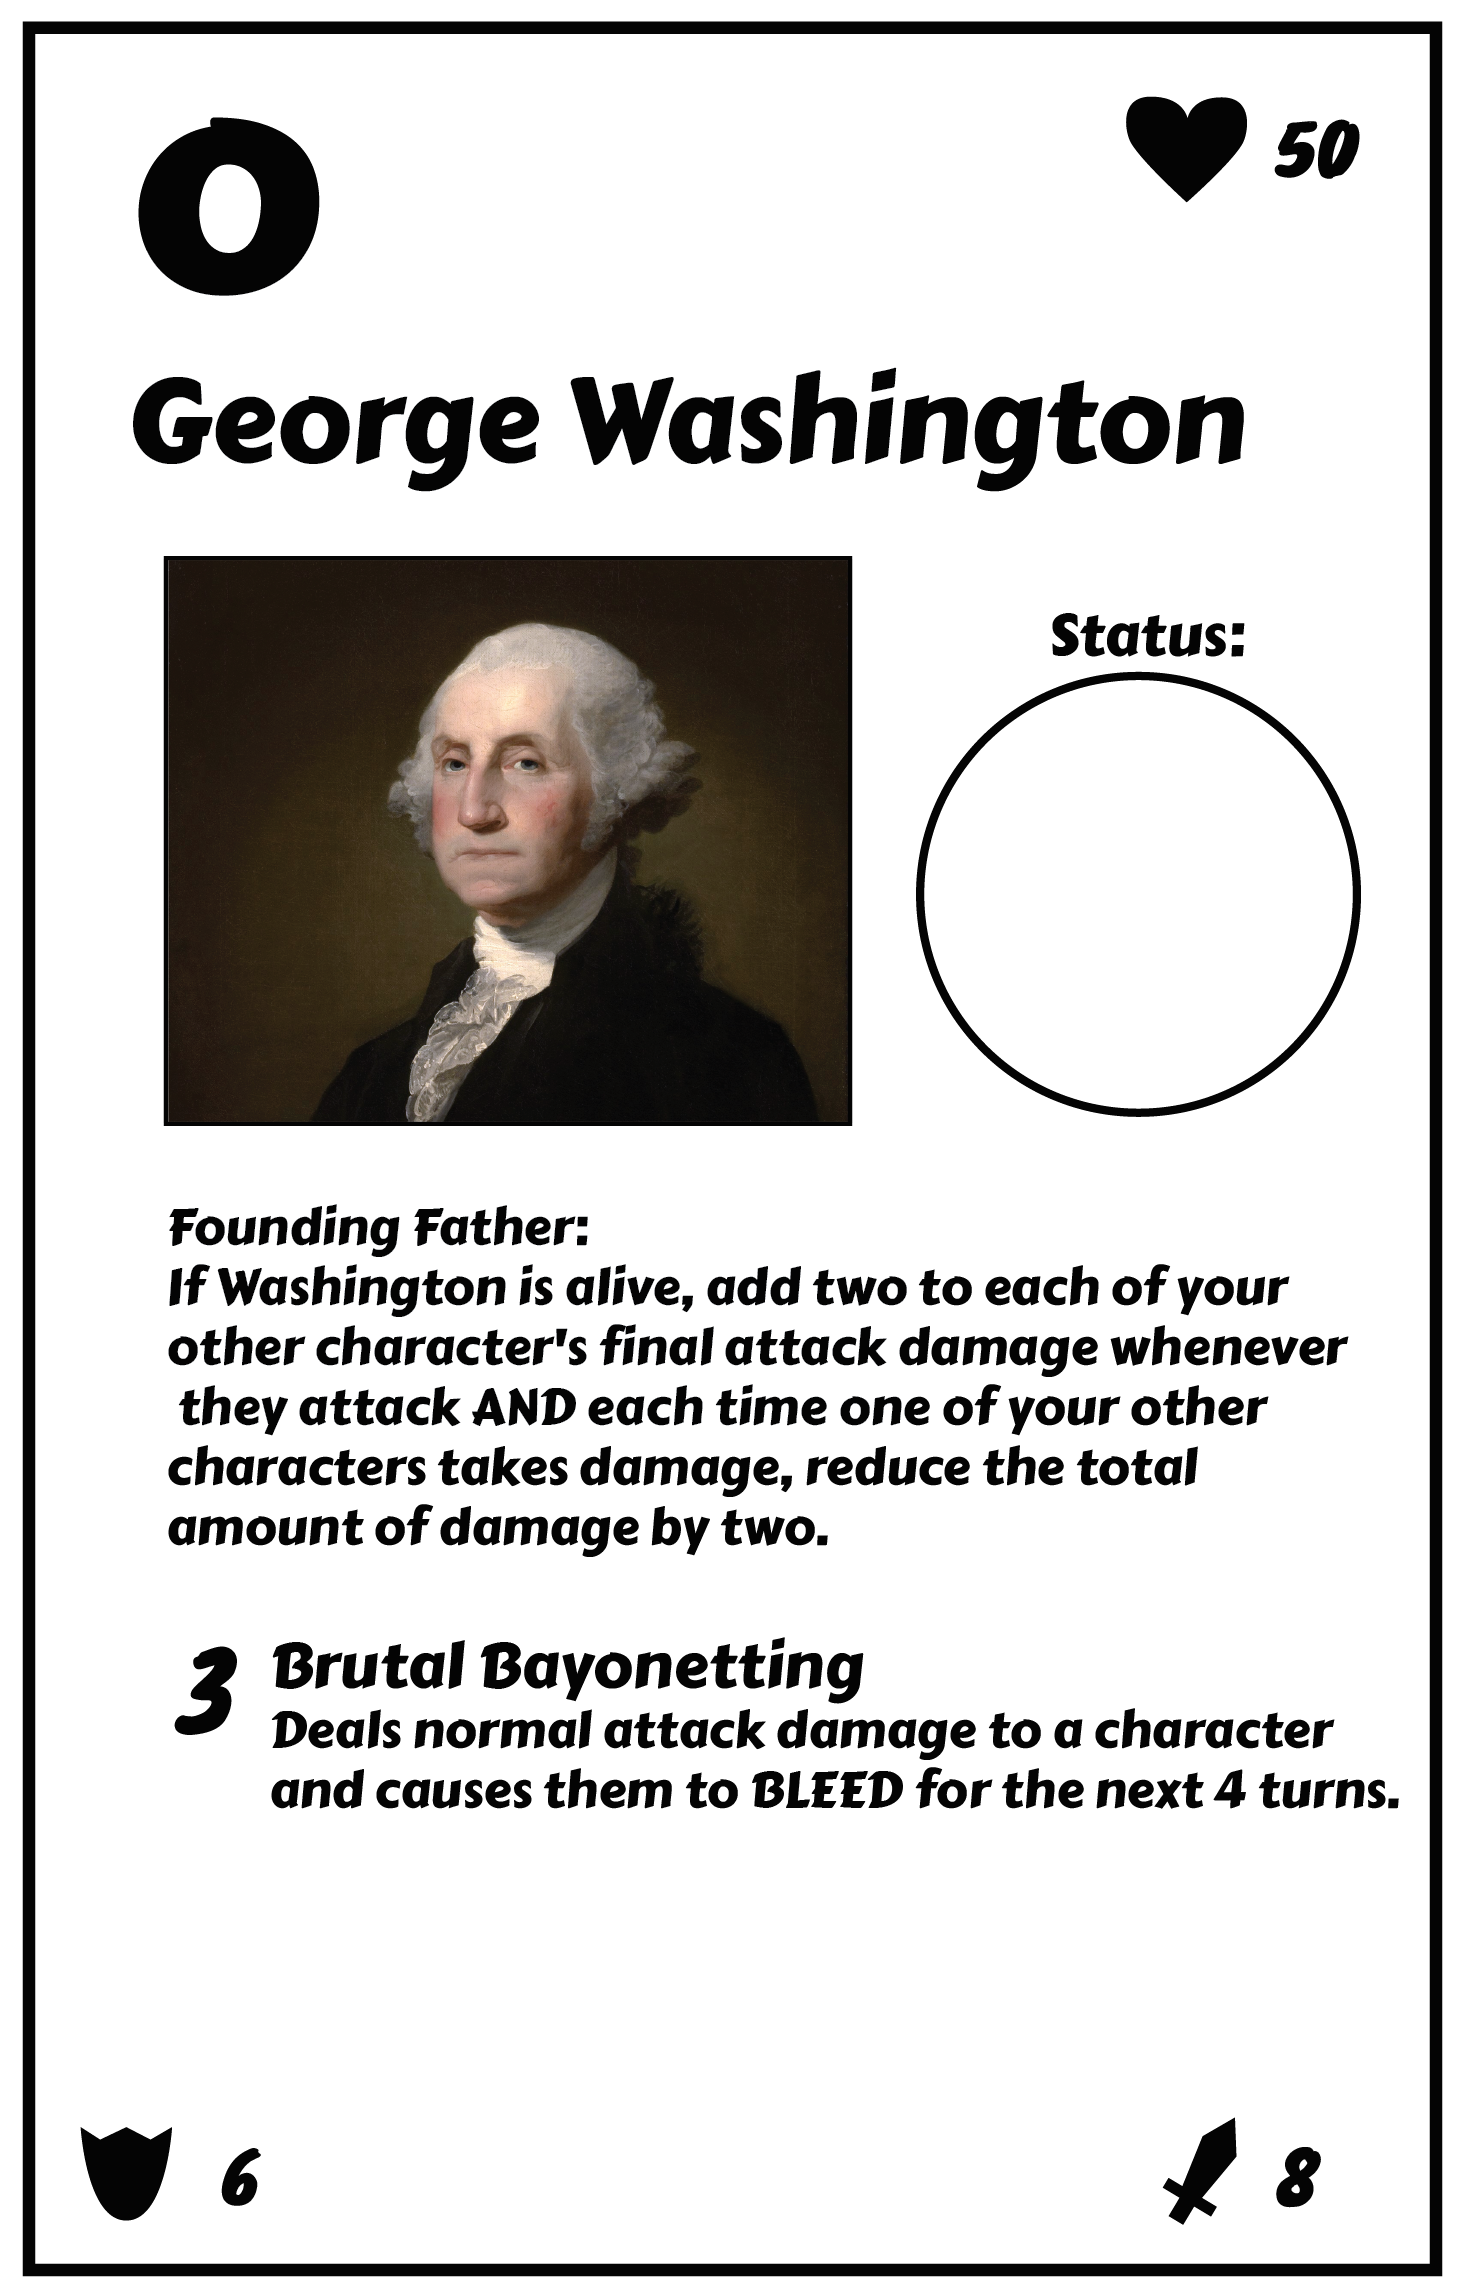 O
50
George Washington
Status:
Founding Father:
If Washington is alive, add two to each of your
other character's final attack damage whenever
they attack AND each time one of your other
characters takes damage, reduce the total
amount of damage by two.
3 Brutal Bayonetting
Deals normal attack damage to a character
and causes them to BLEED for the next 4 turns.
6
8